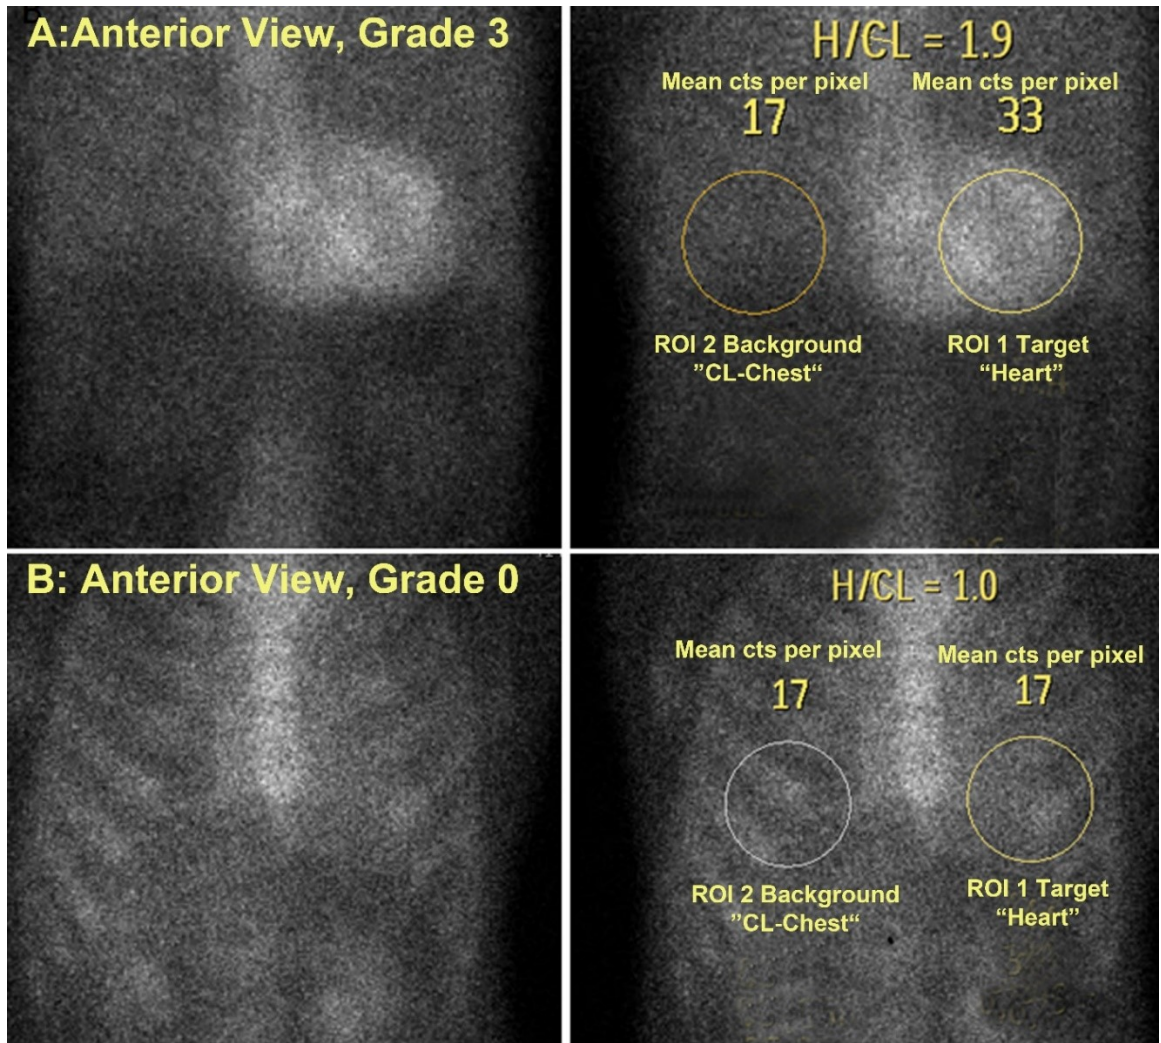 A:Anterior View, Grade 3
H/CL = 1.9
Mean cts per pixel
17
Mean cts per pixel
33
ROI 2 Background
”CL-Chest“
ROI 1 Target
“Heart”
B: Anterior View, Grade 0
H/CL = 1.0
Mean cts per pixel
17
Mean cts per pixel
17
ROI 2 Background
”CL-Chest“
ROI 1 Target
“Heart”